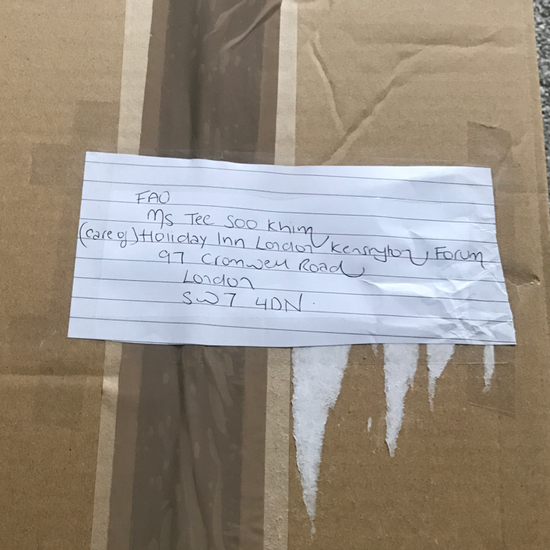 FAO
Ms Tee Soo Khim
(care of) Holiday Inn London Kensington Forum
97 Cromwell Road
London
SW7 4DN.